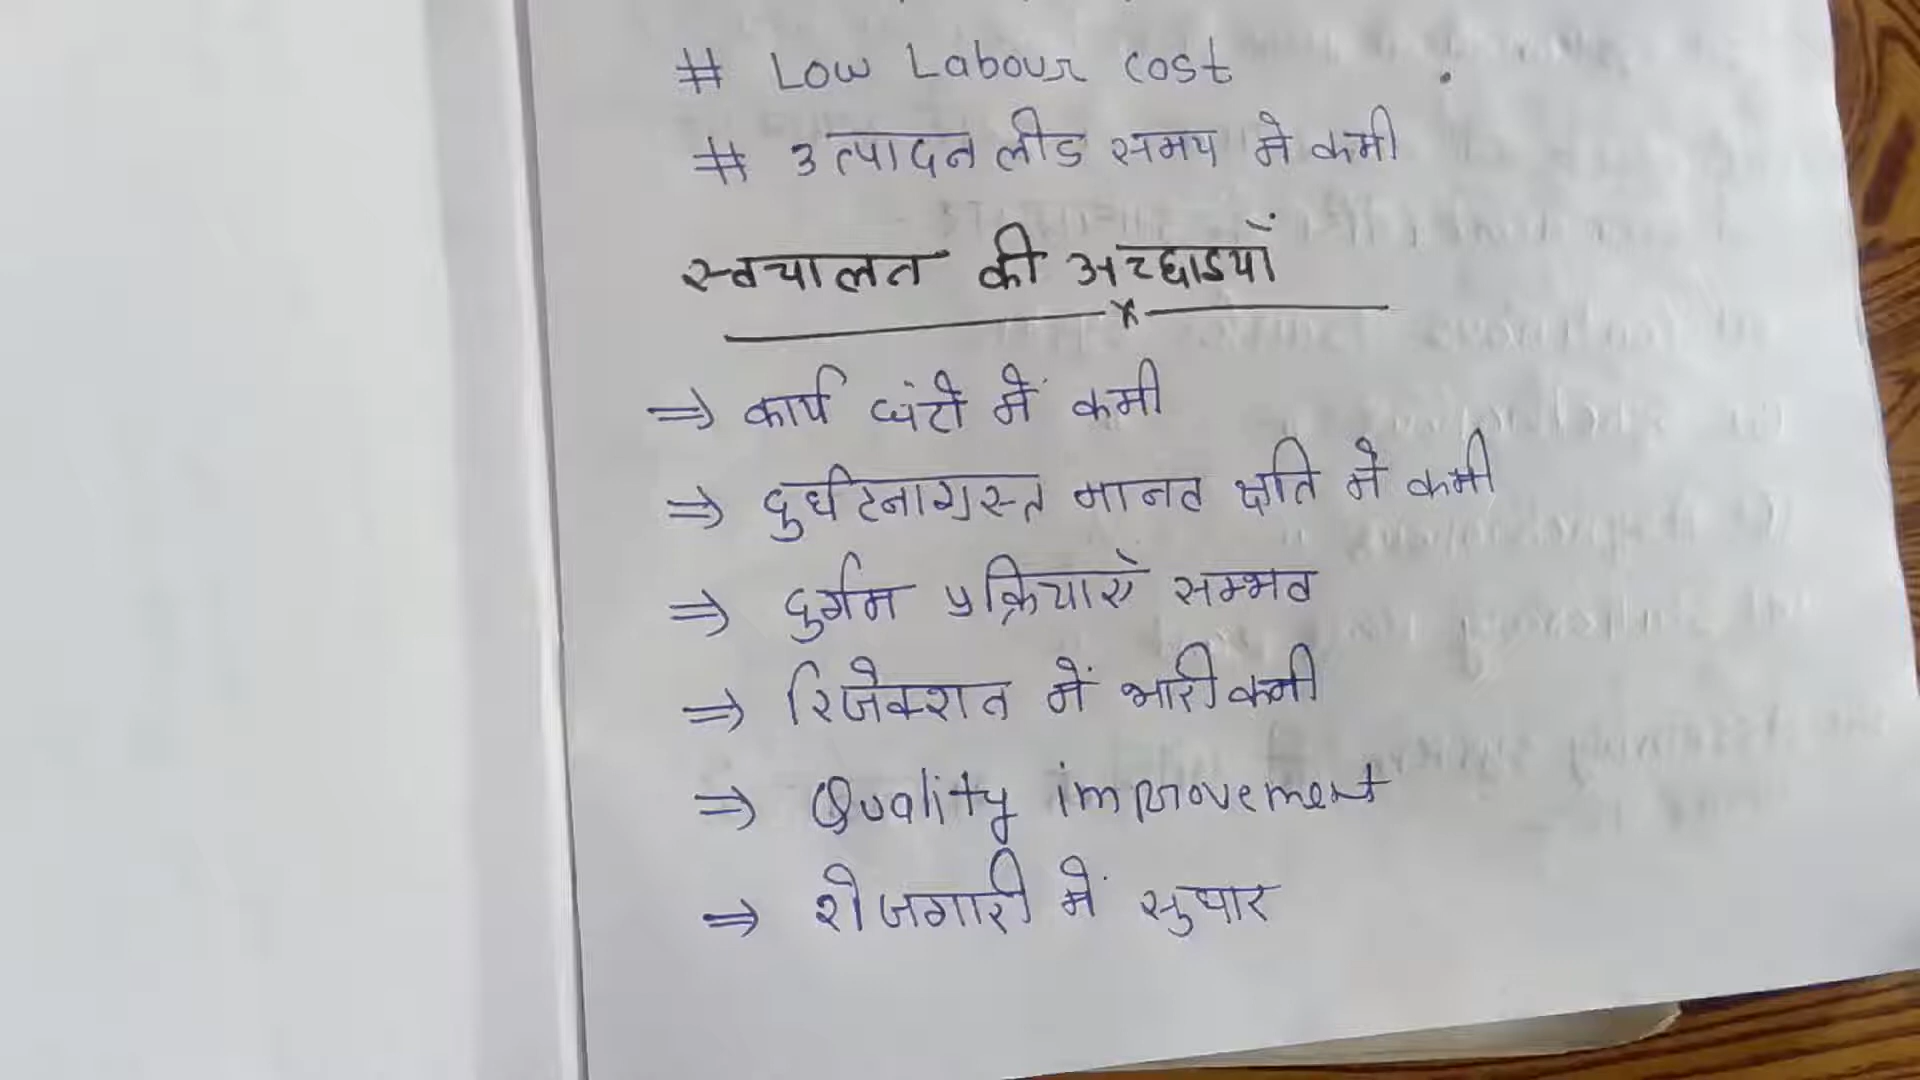 # Low Labour cost
# उत्पादन लीड समय मे कमी
स्वचालन की अच्छाइयाँ
⇒ कार्य घंटो में कमी
⇒ दुर्घटनाग्रस्त मानव क्षति मे कमी
⇒ दुर्गम प्रक्रियाएे सम्भव
⇒ रिजेक्शन में भारी कमी
⇒ Quality improvement
⇒ रोजगारी में सुधार